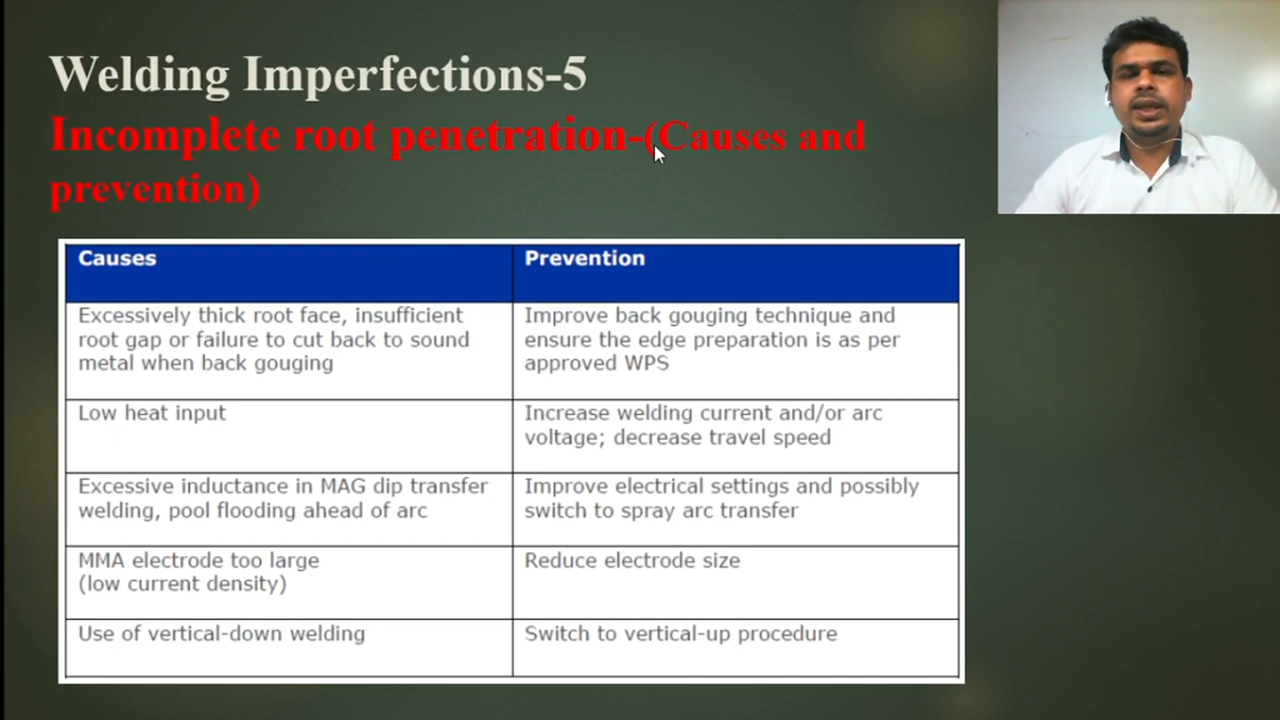 Welding Imperfections-5
Incomplete root penetration-(Causes and
prevention)
Causes
Prevention
Excessively thick root face, insufficient
root gap or failure to cut back to sound
metal when back gouging
Improve back gouging technique and
ensure the edge preparation is as per
approved WPS
Low heat input
Increase welding current and/or arc
voltage; decrease travel speed
Excessive inductance in MAG dip transfer
welding, pool flooding ahead of arc
Improve electrical settings and possibly
switch to spray arc transfer
MMA electrode too large
(low current density)
Reduce electrode size
Use of vertical-down welding
Switch to vertical-up procedure